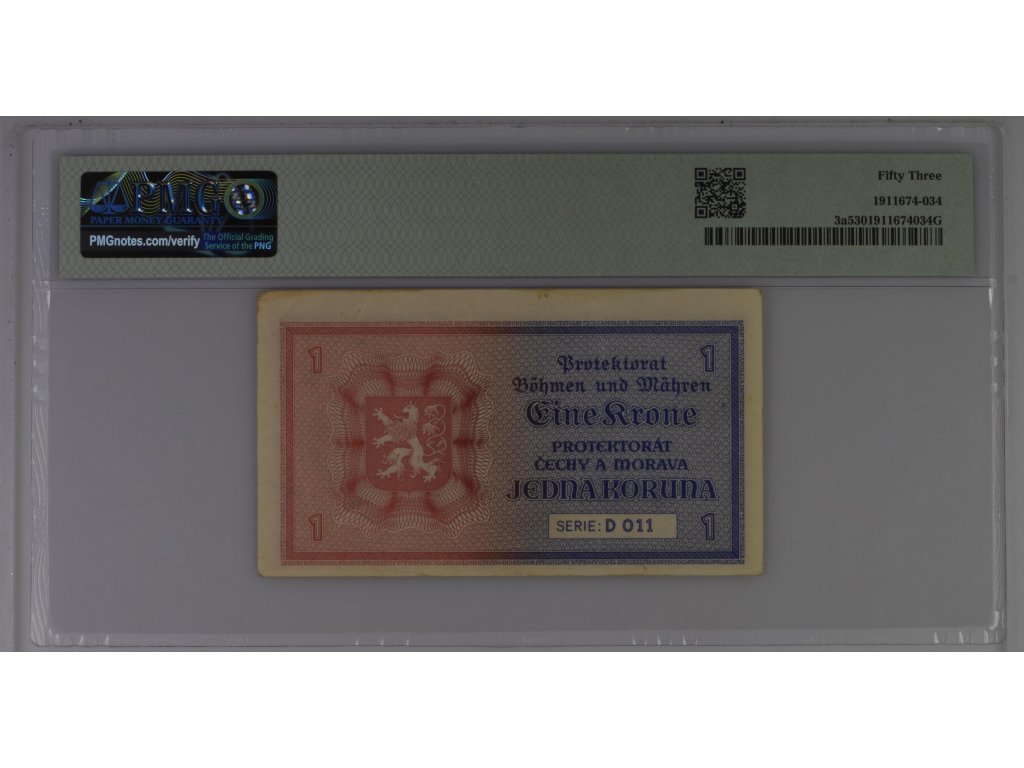 PMG
PAPER MONEY GUARANTY
PMGnotes.com/verify
The Official Grading
Service of the PNG
Fifty Three
1911674-034
3a5301911674034G
1
1
Protektorat
Böhmen und Mähren
Eine Krone
PROTEKTORÁT
ČECHY A MORAVA
JEDNA KORUNA
SERIE: D 011
1
1